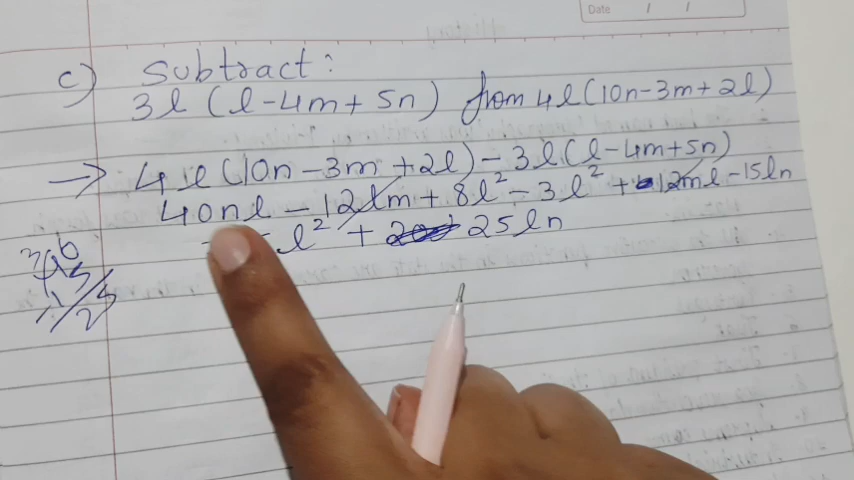 Date / /
c) Subtract:
3l (l-4m+5n) from 4l(10n-3m+2l)
→ 4l(10n-3m+2l)-3l(l-4m+5n)
40nl - 12lm + 8l² - 3l² + 12ml - 15ln
l² + 25ln